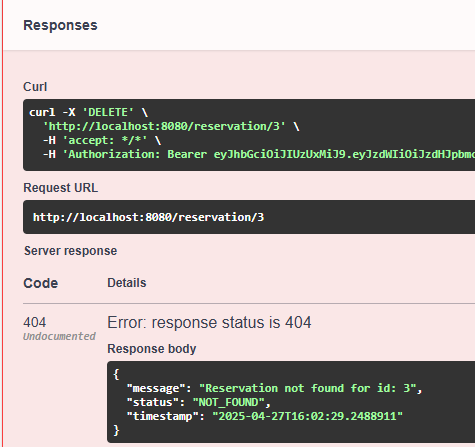 Responses
Curl
curl -X 'DELETE' \
'http://localhost:8080/reservation/3' \
-H 'accept: */*' \
-H 'Authorization: Bearer eyJhbGciOiJIUzUxMiJ9.eyJzdWIiOiJzdHJpbmc
Request URL
http://localhost:8080/reservation/3
Server response
Code Details
404 Error: response status is 404
Undocumented
Response body
{
"message": "Reservation not found for id: 3",
"status": "NOT_FOUND",
"timestamp": "2025-04-27T16:02:29.2488911"
}